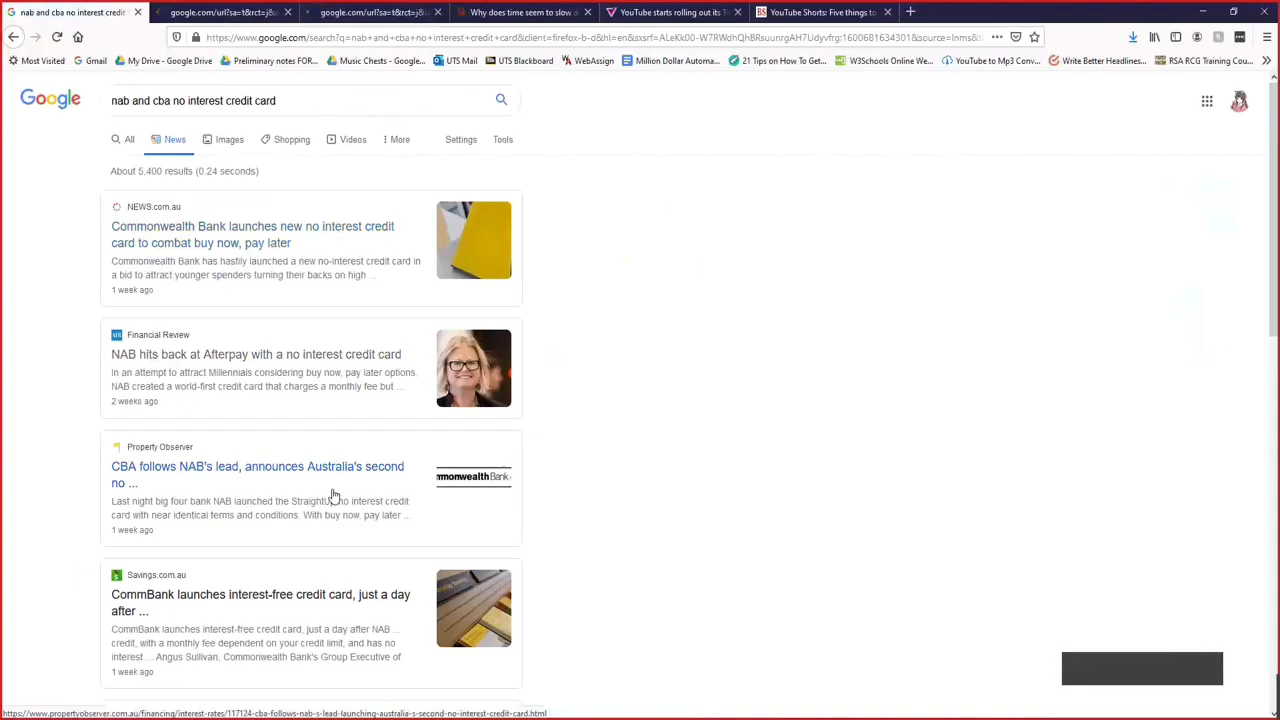 nab and cba no interest credit card
google.com/url?sa=t&rct=j&
google.com/url?sa=t&rct=j&
Why does time seem to slow d
YouTube starts rolling out its T
YouTube Shorts: Five things to
https://www.google.com/search?q=nab+and+cba+no+interest+credit+card&client=firefox-b-d&hl=en&sxsrf=
Most Visited
Gmail
My Drive - Google Drive
Preliminary notes FOR...
Music Chests - Google...
UTS Mail
UTS Blackboard
WebAssign
Million Dollar Automa...
21 Tips on How To Get...
W3Schools Online We...
YouTube to Mp3 Conv...
Write Better Headlines...
RSA RCG Training Cour...
Google
nab and cba no interest credit card
All
News
Images
Shopping
Videos
More
Settings
Tools
About 5,400 results (0.24 seconds)
NEWS.com.au
Commonwealth Bank launches new no interest credit
card to combat buy now, pay later
Commonwealth Bank has hastily launched a new no-interest credit card in
a bid to attract younger spenders turning their backs on high ...
1 week ago
Financial Review
NAB hits back at Afterpay with a no interest credit card
In an attempt to attract Millennials considering buy now, pay later options.
NAB created a world-first credit card that charges a monthly fee but ...
2 weeks ago
Property Observer
CBA follows NAB's lead, announces Australia's second
no ...
mmonwealthBank
Last night big four bank NAB launched the StraightU no interest credit
card with near identical terms and conditions. With buy now, pay later ...
1 week ago
Savings.com.au
CommBank launches interest-free credit card, just a day
after ...
CommBank launches interest-free credit card, just a day after NAB ...
credit, with a monthly fee dependent on your credit limit, and has no
interest ... Angus Sullivan, Commonwealth Bank's Group Executive of
1 week ago
https://www.propertyobserver.com.au/financing/interest-rates/117124-cba-follows-nab-s-lead-launching-australia-s-second-no-interest-credit-card.html